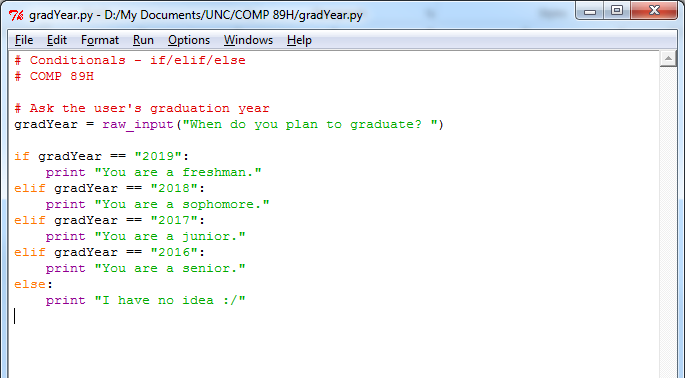 gradYear.py - D:/My Documents/UNC/COMP 89H/gradYear.py
File Edit Format Run Options Windows Help
# Conditionals - if/elif/else
# COMP 89H

# Ask the user's graduation year
gradYear = raw_input("When do you plan to graduate? ")

if gradYear == "2019":
    print "You are a freshman."
elif gradYear == "2018":
    print "You are a sophomore."
elif gradYear == "2017":
    print "You are a junior."
elif gradYear == "2016":
    print "You are a senior."
else:
    print "I have no idea :/"